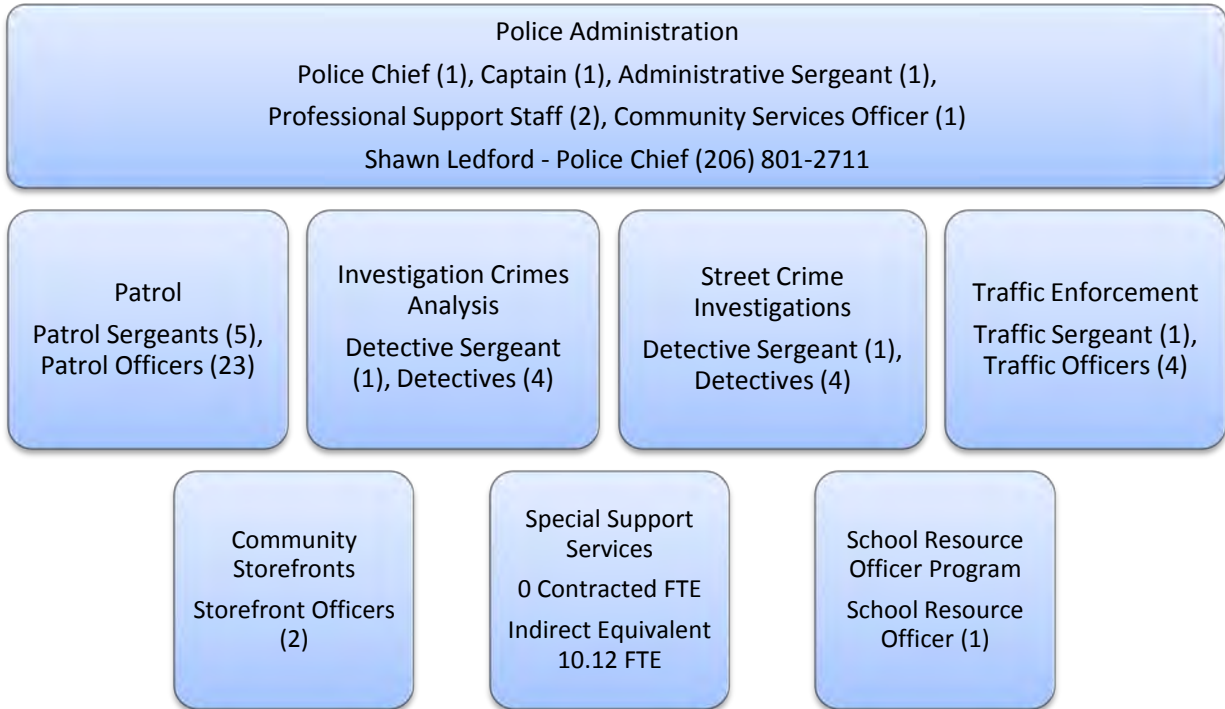 Police Administration
Police Chief (1), Captain (1), Administrative Sergeant (1),
Professional Support Staff (2), Community Services Officer (1)
Shawn Ledford - Police Chief (206) 801-2711
Patrol
Patrol Sergeants (5),
Patrol Officers (23)
Investigation Crimes
Analysis
Detective Sergeant
(1), Detectives (4)
Street Crime
Investigations
Detective Sergeant (1),
Detectives (4)
Traffic Enforcement
Traffic Sergeant (1),
Traffic Officers (4)
Community
Storefronts
Storefront Officers
(2)
Special Support
Services
0 Contracted FTE
Indirect Equivalent
10.12 FTE
School Resource
Officer Program
School Resource
Officer (1)